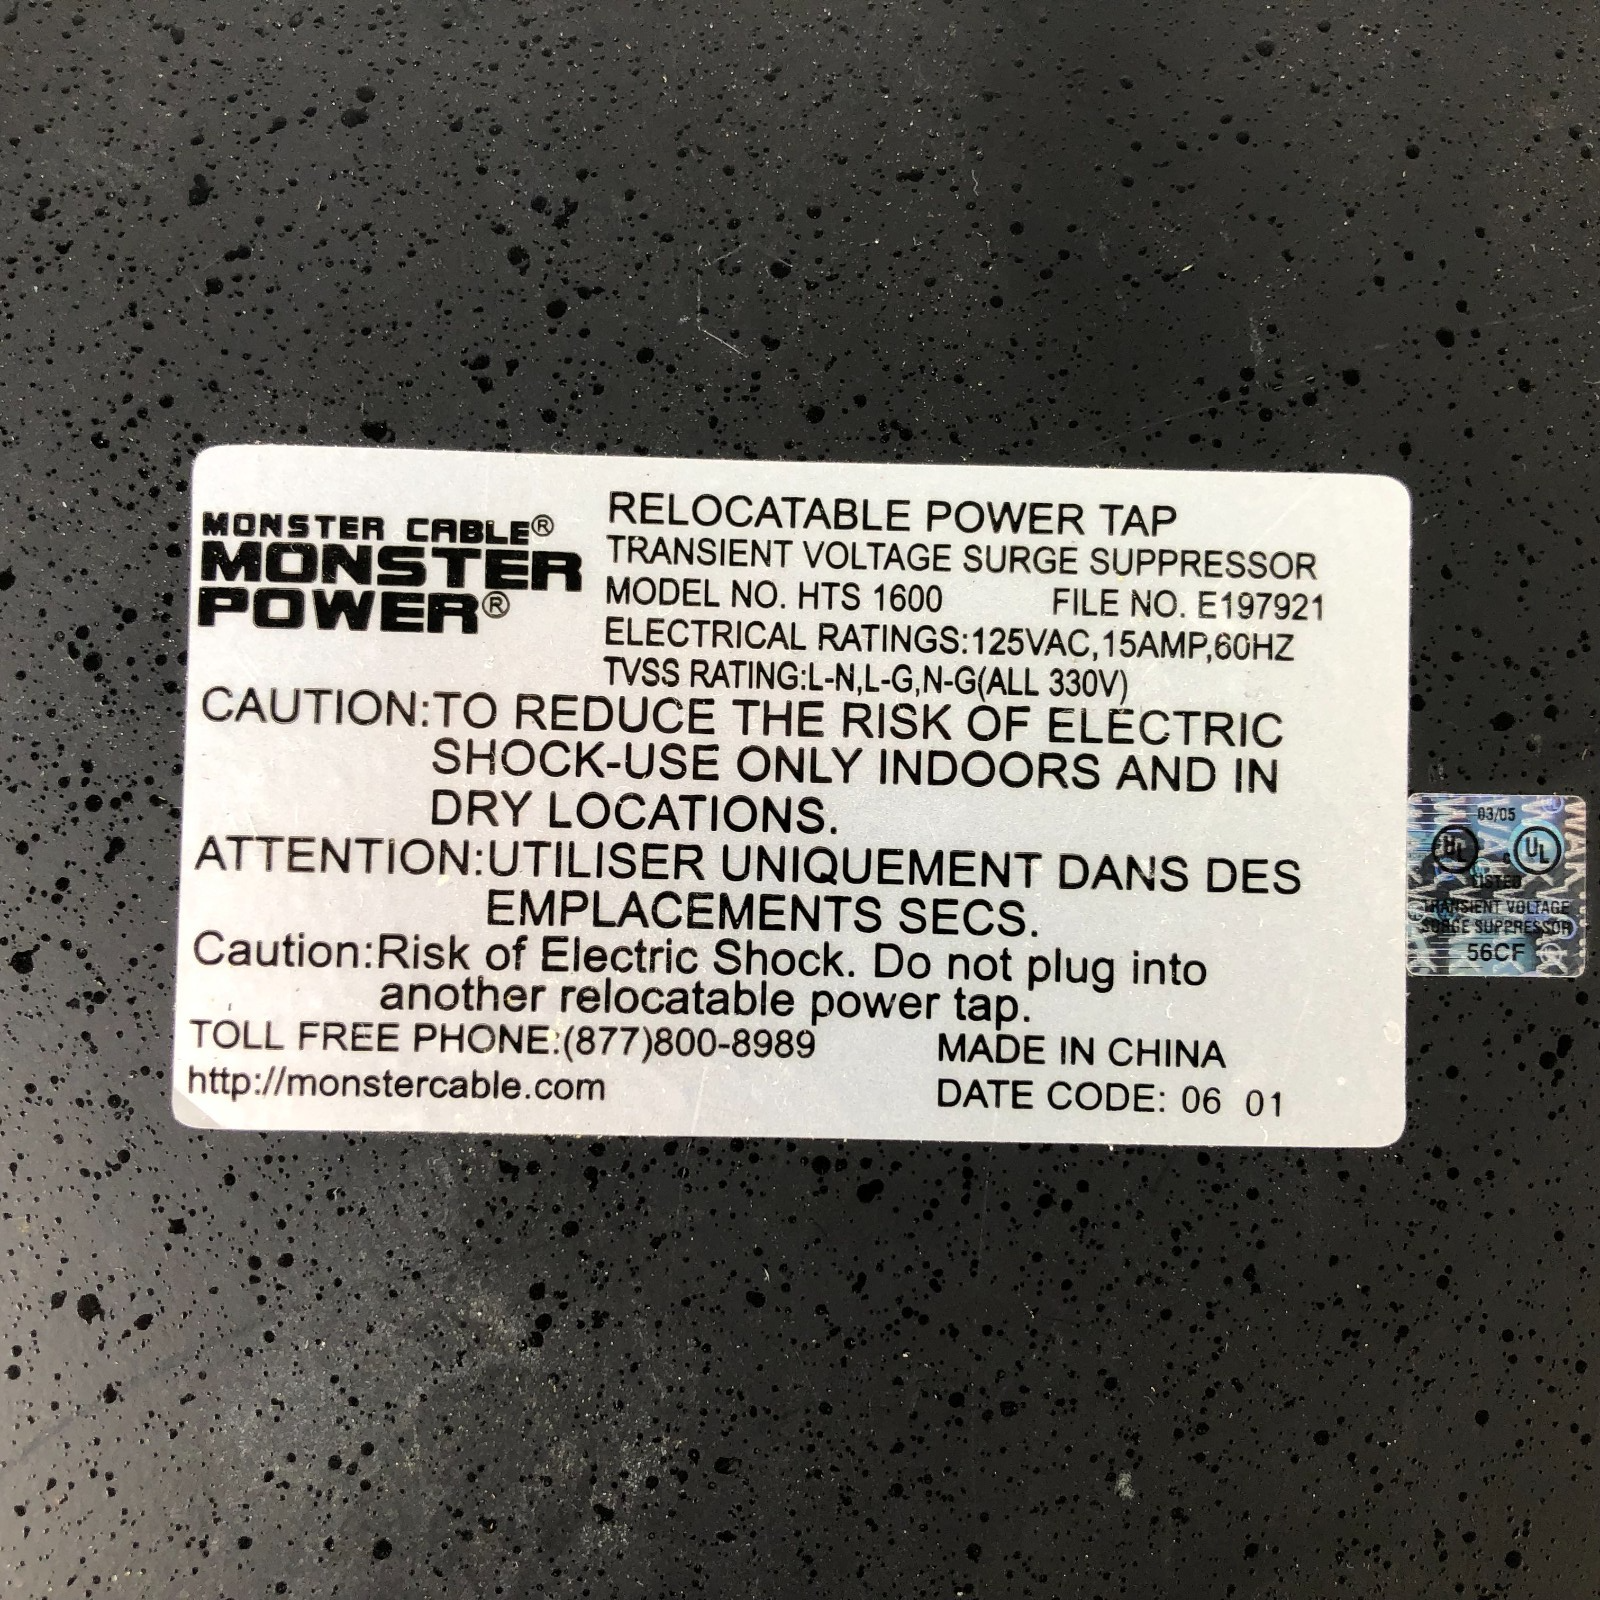 MONSTER CABLE®
MONSTER
POWER®
RELOCATABLE POWER TAP
TRANSIENT VOLTAGE SURGE SUPPRESSOR
MODEL NO. HTS 1600 FILE NO. E197921
ELECTRICAL RATINGS:125VAC,15AMP,60HZ
TVSS RATING:L-N,L-G,N-G(ALL 330V)
CAUTION:TO REDUCE THE RISK OF ELECTRIC
SHOCK-USE ONLY INDOORS AND IN
DRY LOCATIONS.
ATTENTION:UTILISER UNIQUEMENT DANS DES
EMPLACEMENTS SECS.
Caution:Risk of Electric Shock. Do not plug into
another relocatable power tap.
TOLL FREE PHONE:(877)800-8989 MADE IN CHINA
http://monstercable.com DATE CODE: 06 01
03/05
UL
LISTED
TRANSIENT VOLTAGE
SURGE SUPPRESSOR
56CF